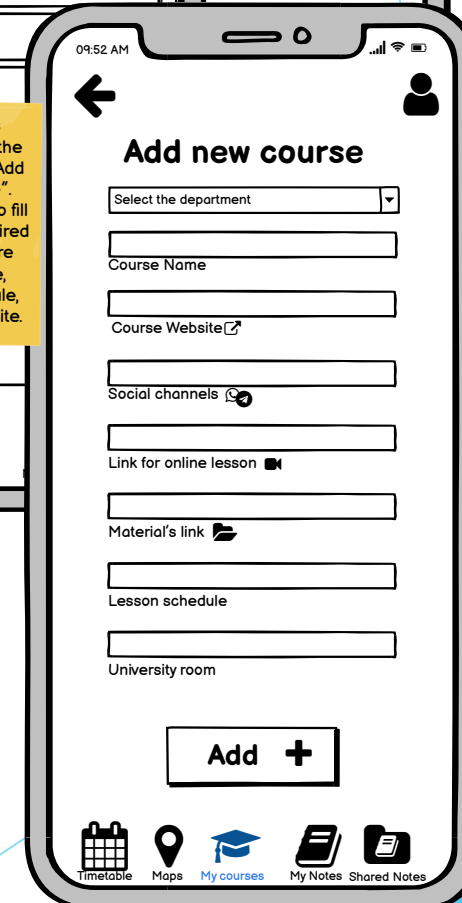 09:52 AM
the
Add
".
o fill
ired
re
e,
le,
ite.
Add new course
Select the department
Course Name
Course Website
Social channels
Link for online lesson
Material's link
Lesson schedule
University room
Add +
Timetable
Maps
My courses
My Notes
Shared Notes